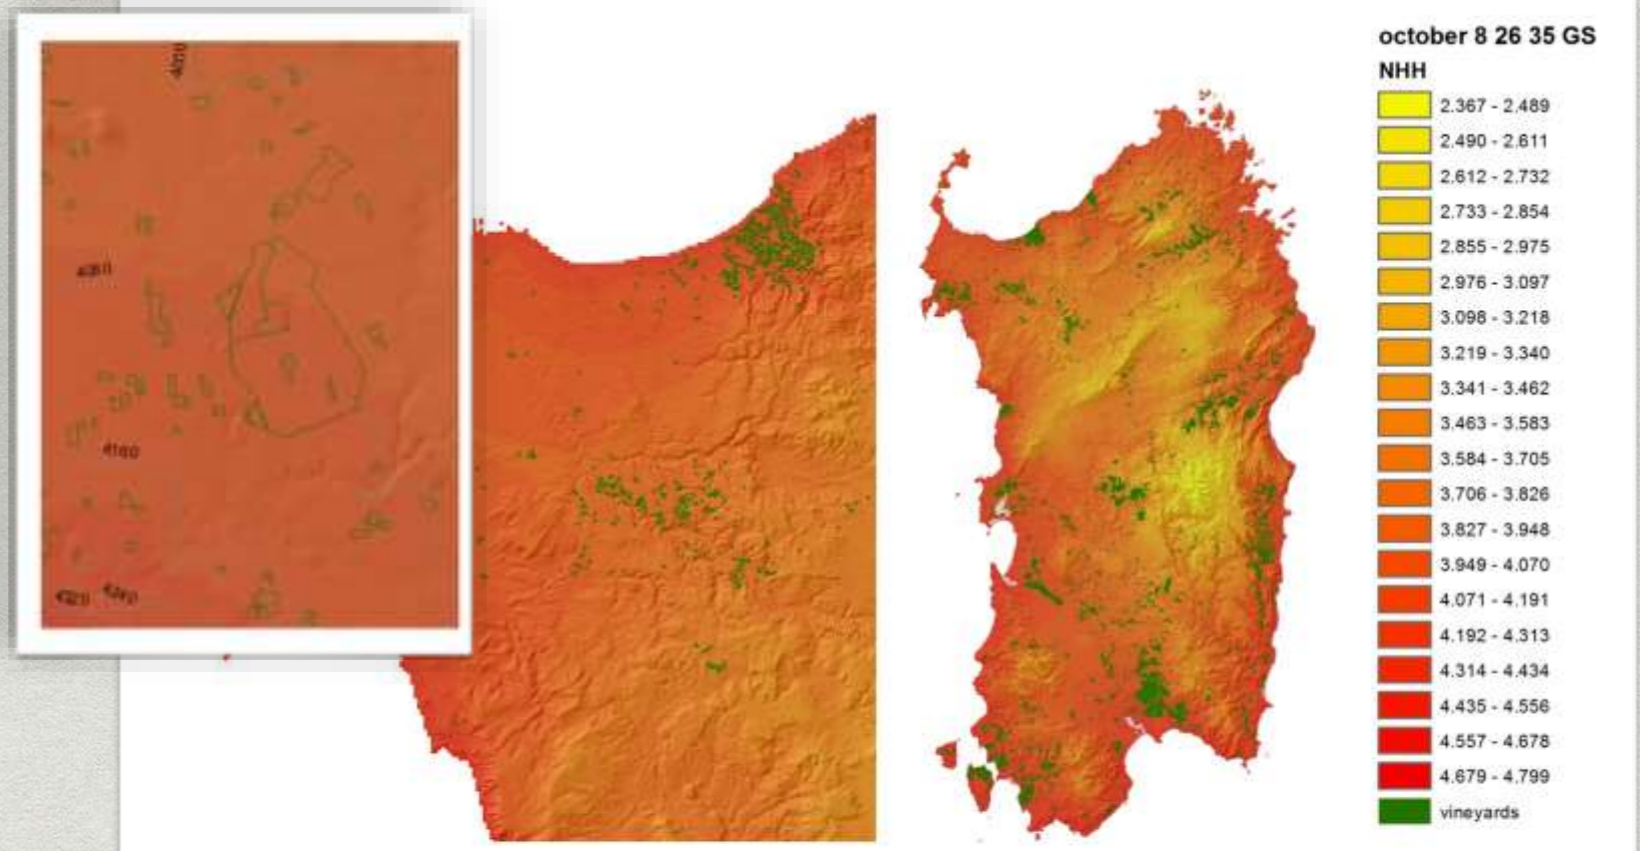 october 8 26 35 GS
NHH
2.367 - 2.489
2.490 - 2.611
2.612 - 2.732
2.733 - 2.854
2.855 - 2.975
2.976 - 3.097
3.098 - 3.218
3.219 - 3.340
3.341 - 3.462
3.463 - 3.583
3.584 - 3.705
3.706 - 3.826
3.827 - 3.948
3.949 - 4.070
4.071 - 4.191
4.192 - 4.313
4.314 - 4.434
4.435 - 4.556
4.557 - 4.678
4.679 - 4.799
vineyards